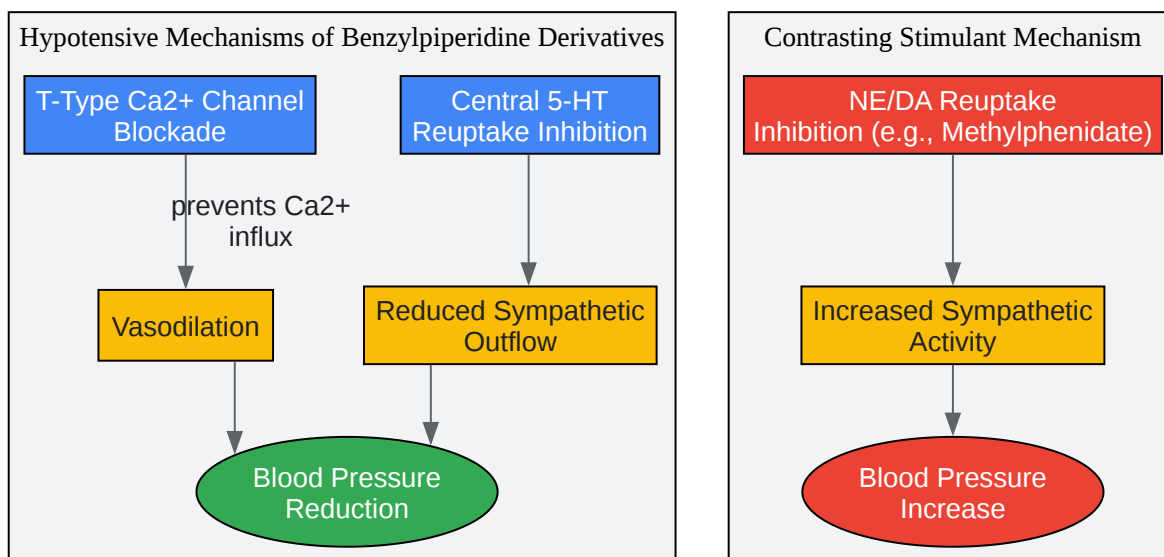 Hypotensive Mechanisms of Benzylpiperidine Derivatives
T-Type Ca2+ Channel
Blockade
Central 5-HT
Reuptake Inhibition
prevents Ca2+
influx
Vasodilation
Reduced Sympathetic
Outflow
Blood Pressure
Reduction
Contrasting Stimulant Mechanism
NE/DA Reuptake
Inhibition (e.g., Methylphenidate)
Increased Sympathetic
Activity
Blood Pressure
Increase